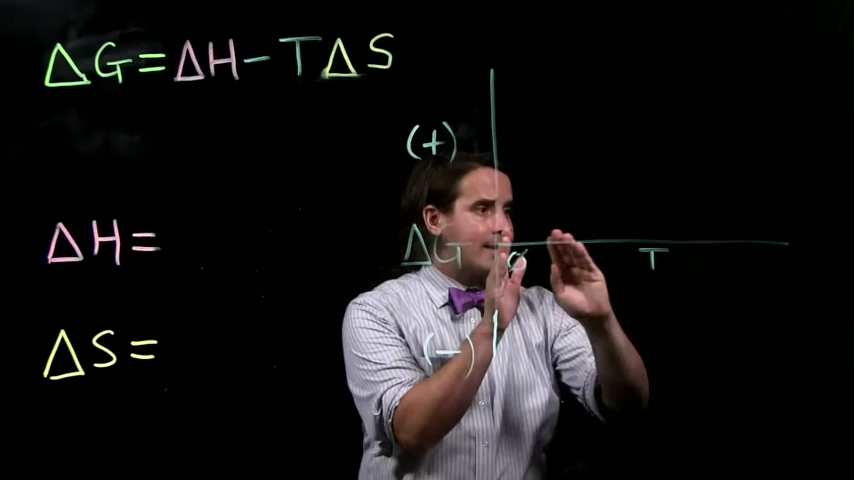 ΔG = ΔH - TΔS
(+)
ΔH =
ΔG
T
ΔS =
(-)